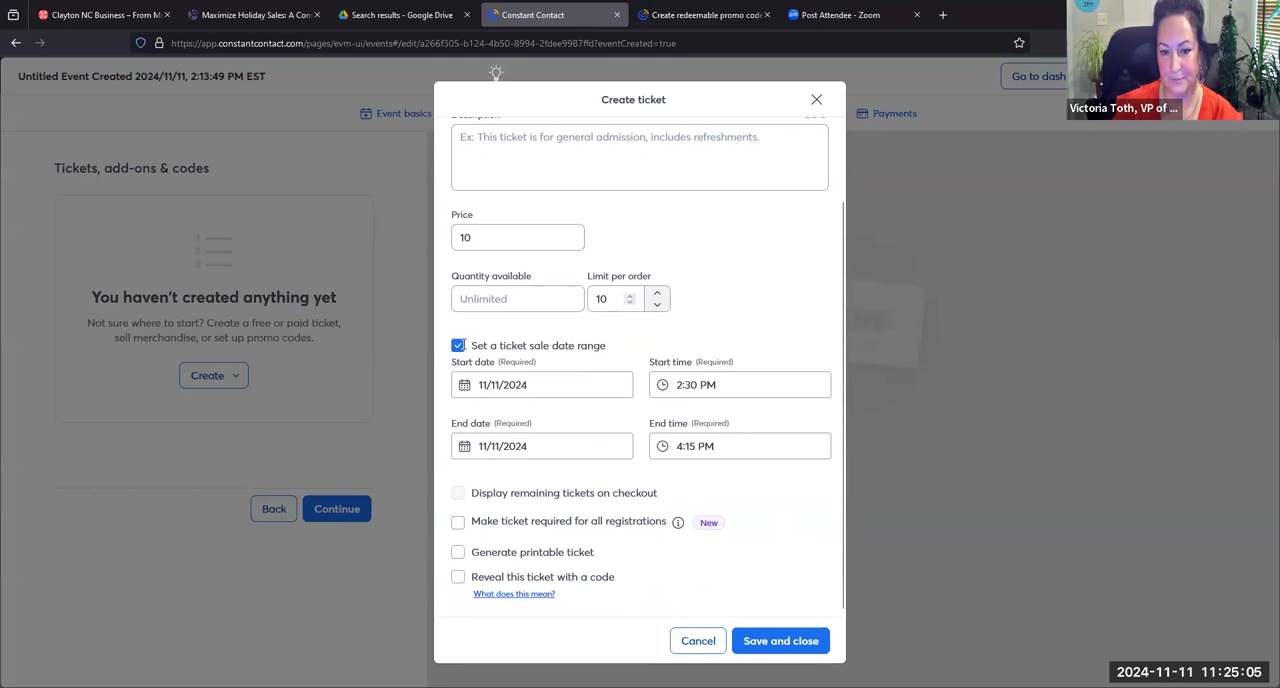 Clayton NC Business – From M
Maximize Holiday Sales: A Con
Search results - Google Drive
Constant Contact
Create redeemable promo code
Post Attendee - Zoom
https://app.constantcontact.com/pages/evm-ui/events#/edit/a266f305-b124-4b50-8994-2fdee9987ffd?eventCreated=true
Untitled Event Created 2024/11/11, 2:13:49 PM EST
Go to dash
Victoria Toth, VP of ...
Event basics
Payments
Create ticket
Description
Ex: This ticket is for general admission, includes refreshments.
Tickets, add-ons & codes
You haven't created anything yet
Not sure where to start? Create a free or paid ticket,
sell merchandise, or set up promo codes.
Create
Back
Continue
Price
10
Quantity available
Limit per order
Unlimited
10
Set a ticket sale date range
Start date (Required)
Start time (Required)
11/11/2024
2:30 PM
End date (Required)
End time (Required)
11/11/2024
4:15 PM
Display remaining tickets on checkout
Make ticket required for all registrations
New
Generate printable ticket
Reveal this ticket with a code
What does this mean?
Cancel
Save and close
2024-11-11 11:25:05